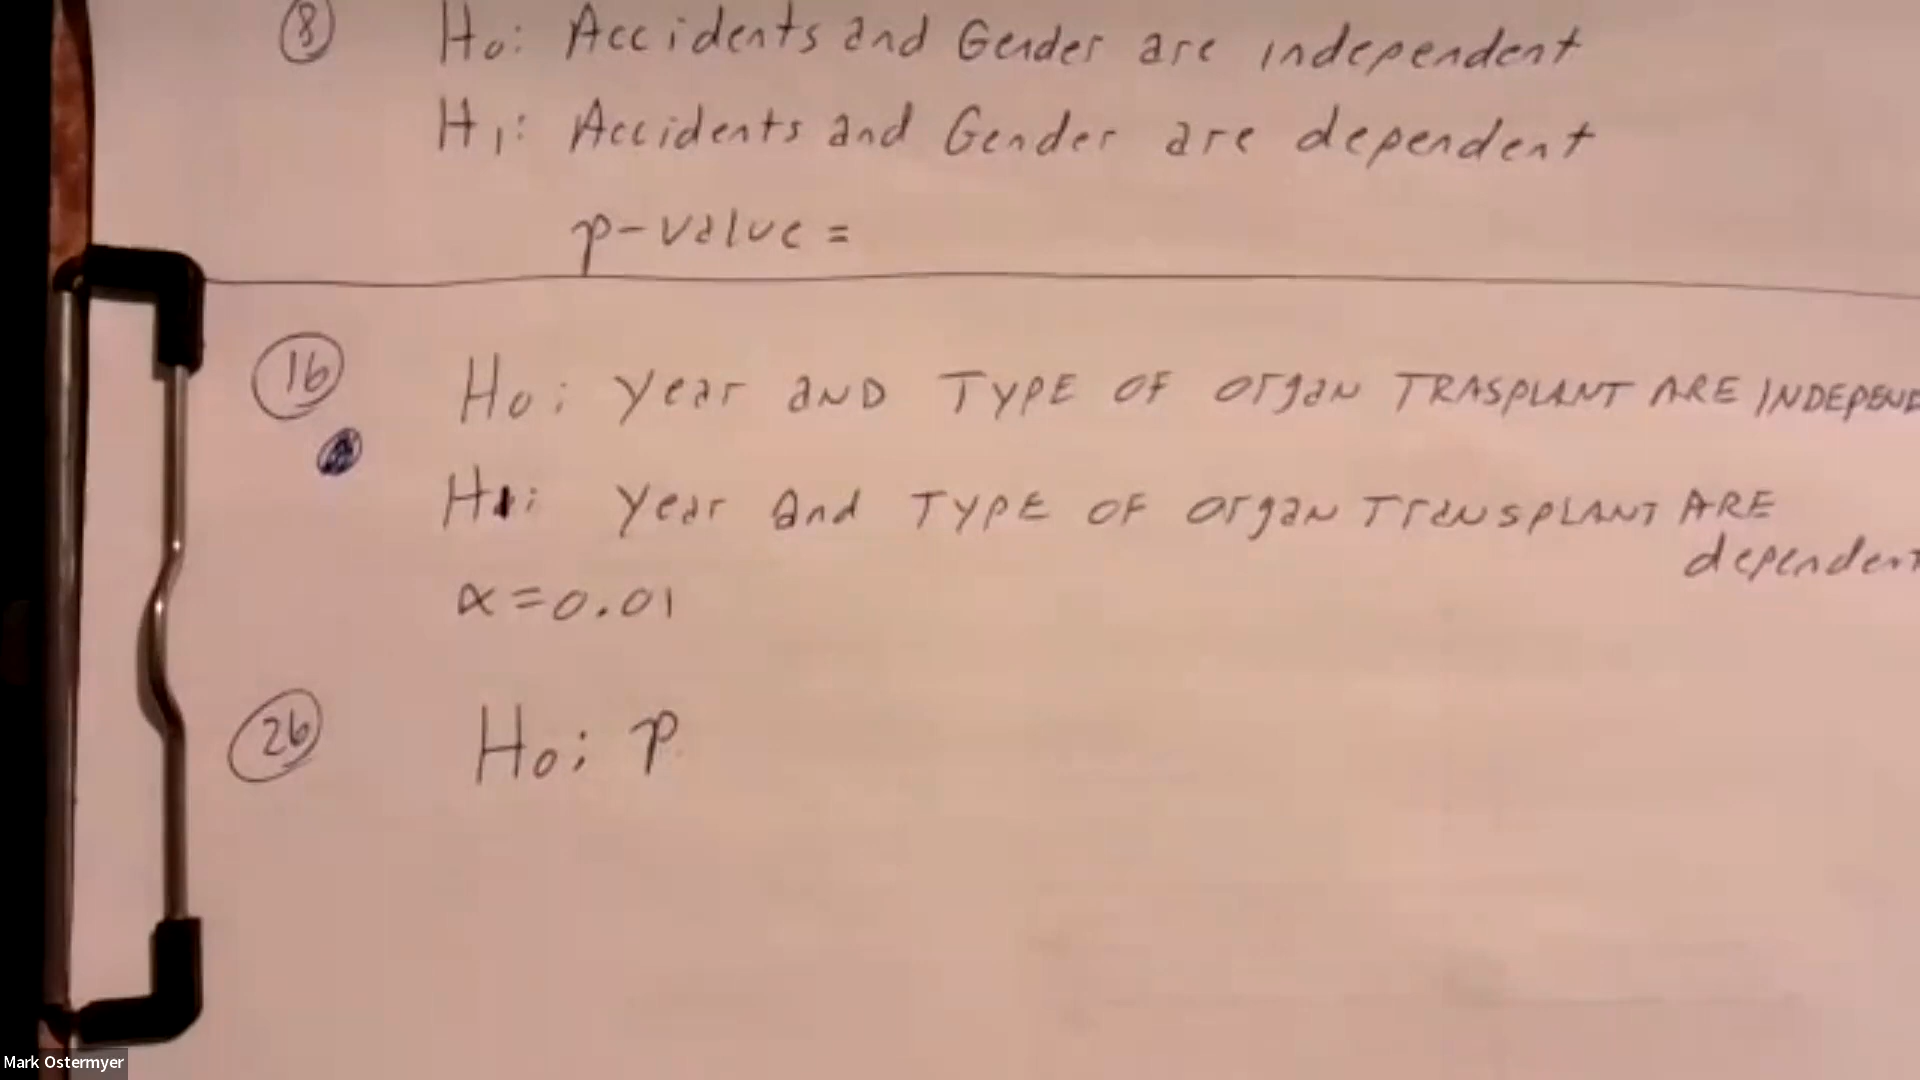 8 H0: Accidents and Gender are independent
H1: Accidents and Gender are dependent
p-value =
16 H0: Year AND TYPE OF Organ TRASPLANT ARE INDEPEND
H1: Year And TYPE OF Organ TransPLANT ARE
dependent
α=0.01
26 H0: p
Mark Ostermyer